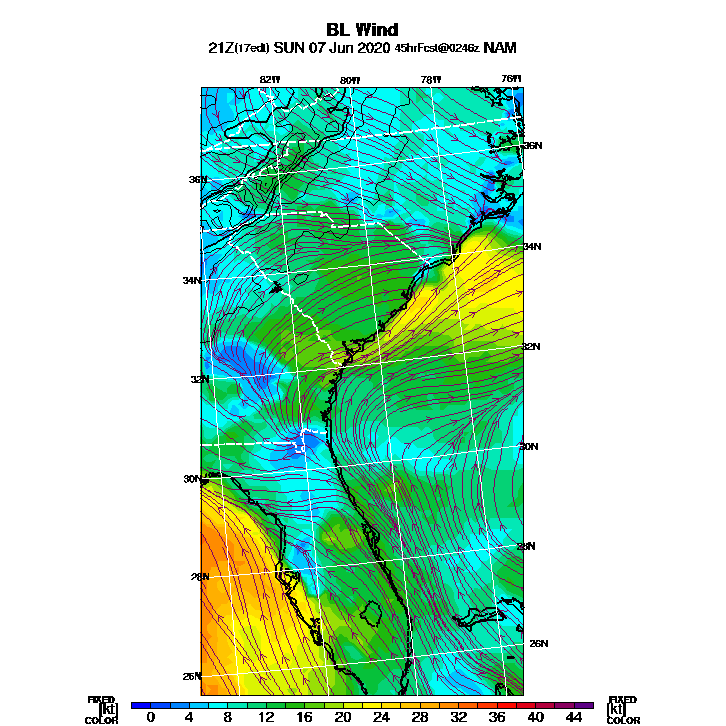 BL Wind
21Z(17edt) SUN 07 Jun 2020 45hrFcst@0246z NAM
82W 80W 78W 76W
36N
36N
34N
34N
32N
32N
30N
30N
28N
28N
26N
26N
FIXED FIXED
[kt] 0 4 8 12 16 20 24 28 32 36 40 44 [kt]
COLOR COLOR